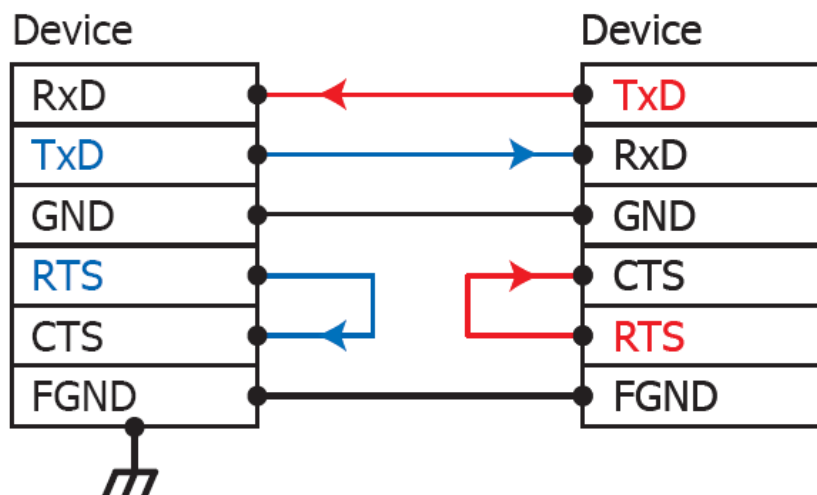 Device
RxD
TxD
GND
RTS
CTS
FGND
Device
TxD
RxD
GND
CTS
RTS
FGND